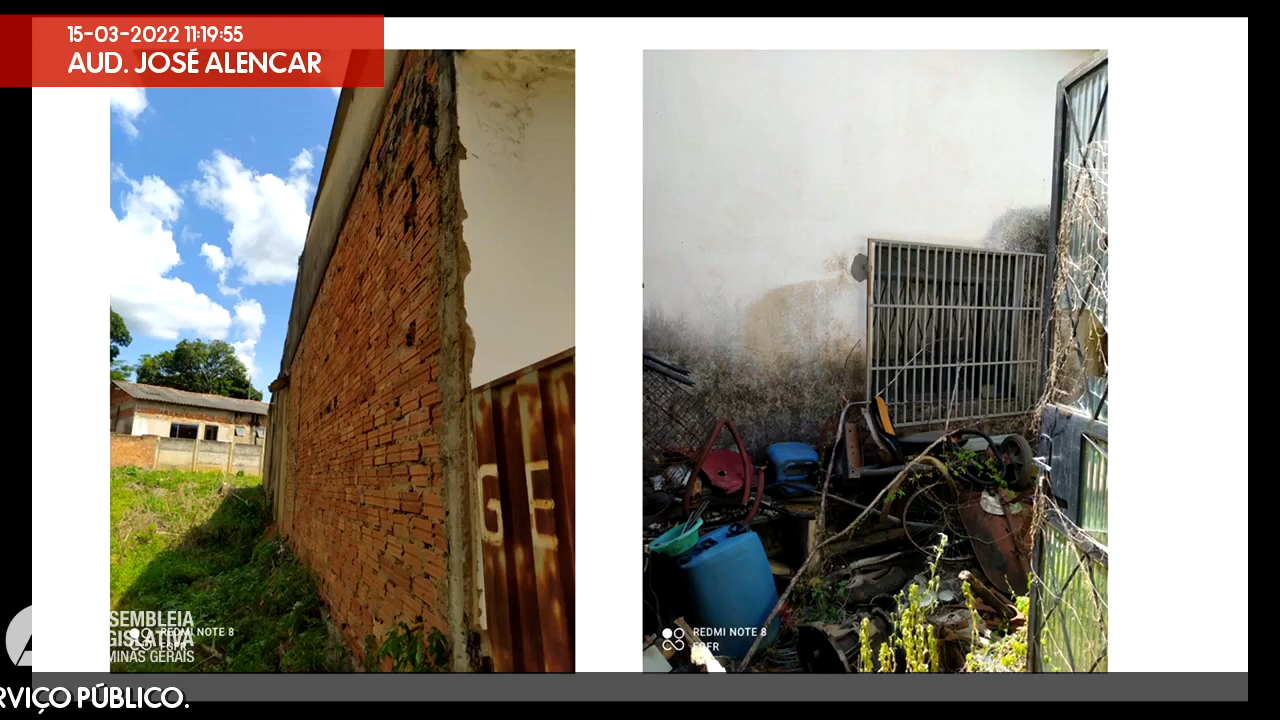 15-03-2022 11:19:55
AUD. JOSÉ ALENCAR
GE
SEMBLEIA
MINAS GERAIS
REDMI NOTE 8
REDMI NOTE 8
RVIÇO PÚBLICO.